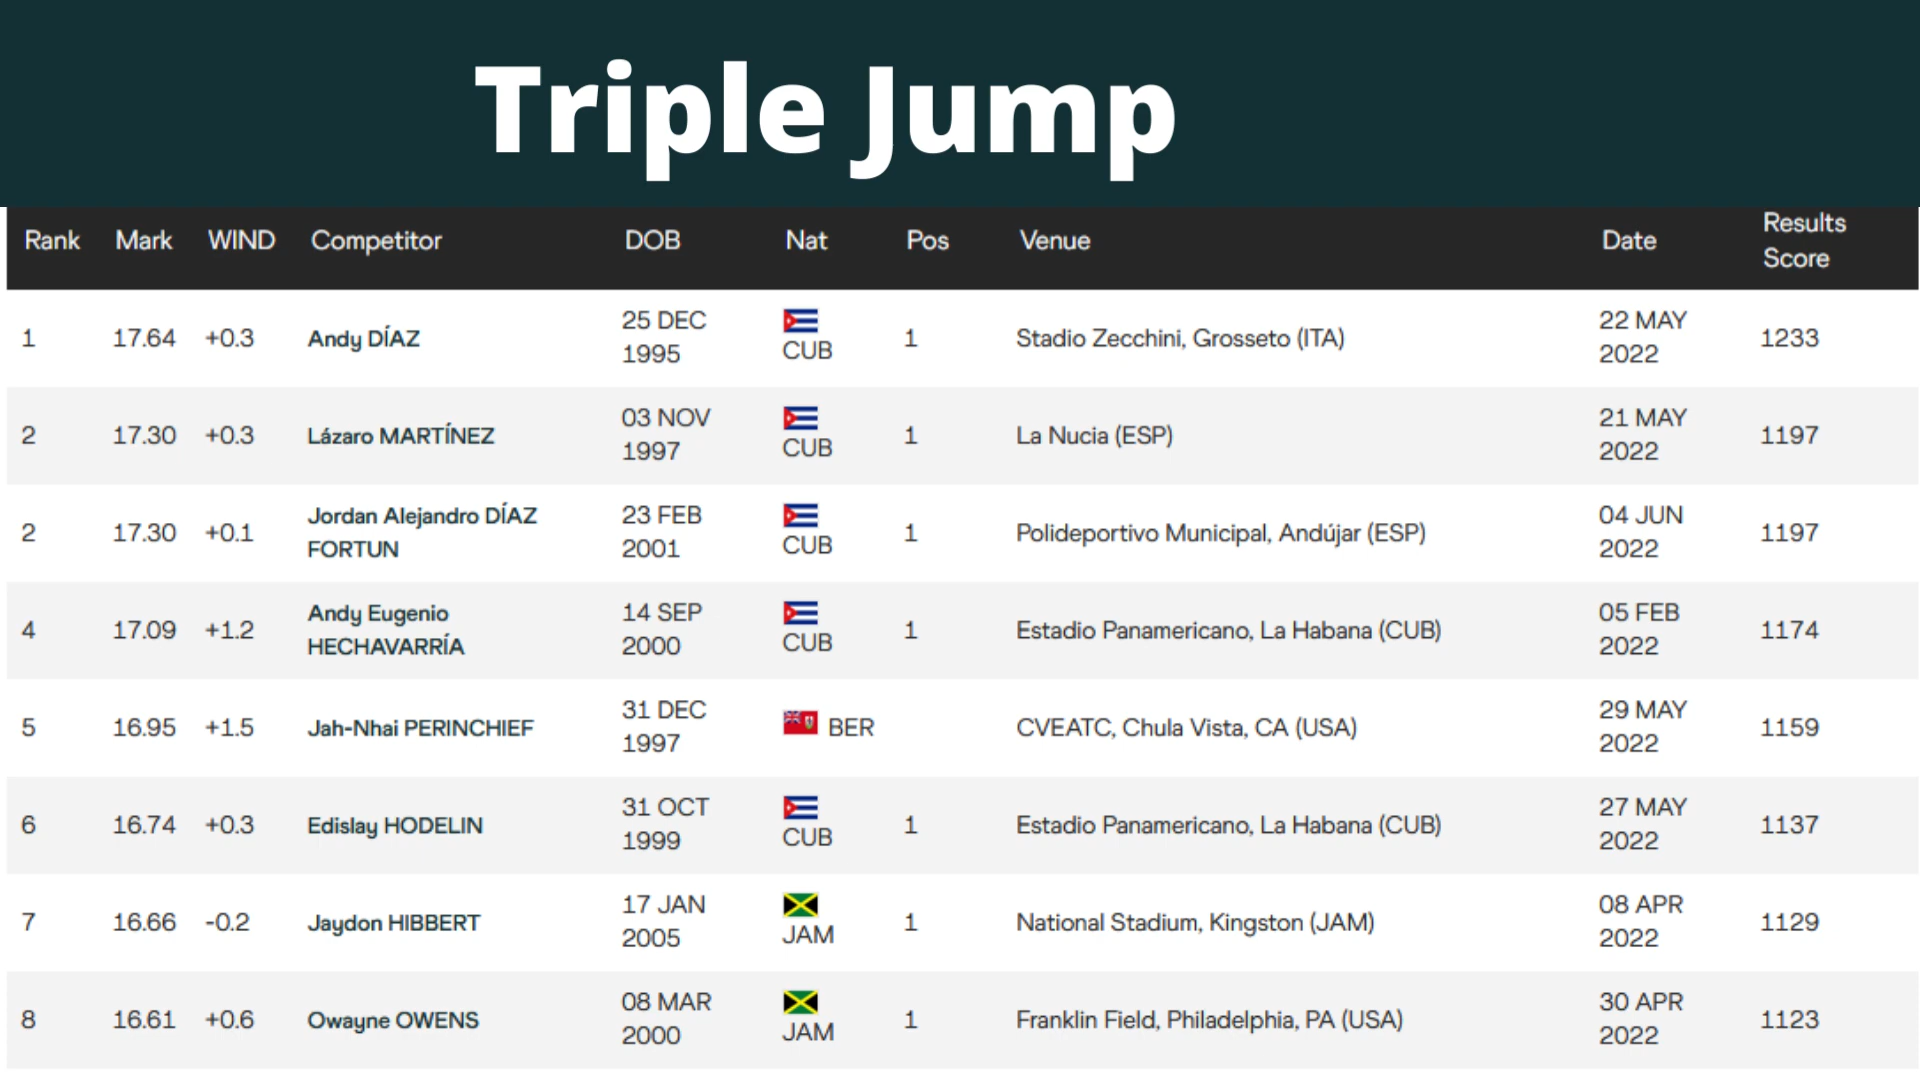 Triple Jump
Rank Mark WIND Competitor DOB Nat Pos Venue Date Results Score
1 17.64 +0.3 Andy DÍAZ 25 DEC 1995 CUB 1 Stadio Zecchini, Grosseto (ITA) 22 MAY 2022 1233
2 17.30 +0.3 Lázaro MARTÍNEZ 03 NOV 1997 CUB 1 La Nucia (ESP) 21 MAY 2022 1197
2 17.30 +0.1 Jordan Alejandro DÍAZ FORTUN 23 FEB 2001 CUB 1 Polideportivo Municipal, Andújar (ESP) 04 JUN 2022 1197
4 17.09 +1.2 Andy Eugenio HECHAVARRÍA 14 SEP 2000 CUB 1 Estadio Panamericano, La Habana (CUB) 05 FEB 2022 1174
5 16.95 +1.5 Jah-Nhai PERINCHIEF 31 DEC 1997 BER CVEATC, Chula Vista, CA (USA) 29 MAY 2022 1159
6 16.74 +0.3 Edislay HODELIN 31 OCT 1999 CUB 1 Estadio Panamericano, La Habana (CUB) 27 MAY 2022 1137
7 16.66 -0.2 Jaydon HIBBERT 17 JAN 2005 JAM 1 National Stadium, Kingston (JAM) 08 APR 2022 1129
8 16.61 +0.6 Owayne OWENS 08 MAR 2000 JAM 1 Franklin Field, Philadelphia, PA (USA) 30 APR 2022 1123